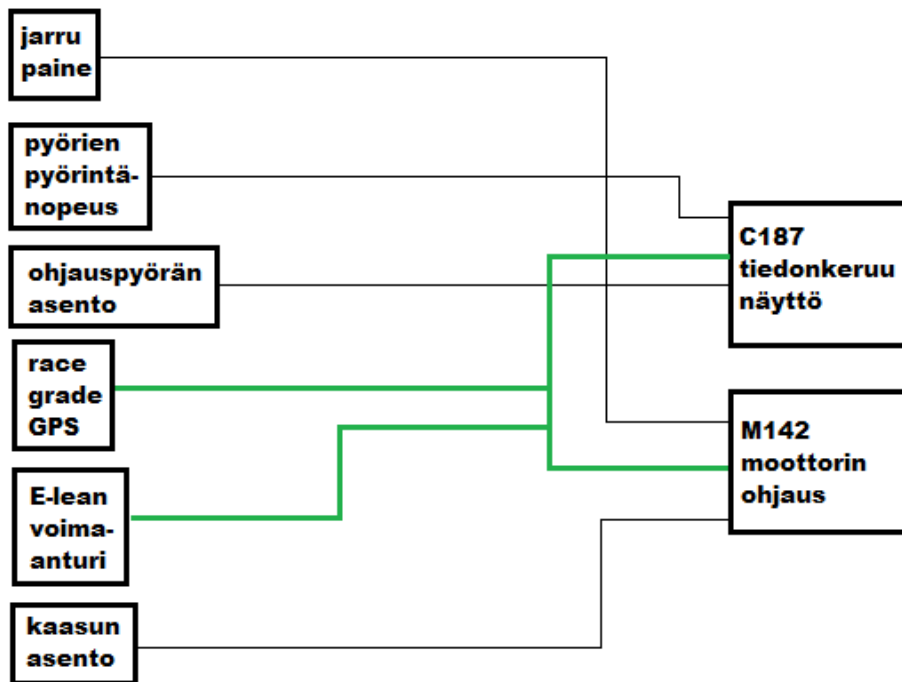 jarru
paine
pyörien
pyörintä-
nopeus
ohjauspyörän
asento
race
grade
GPS
E-lean
voima-
anturi
kaasun
asento
C187
tiedonkeruu
näyttö
M142
moottorin
ohjaus